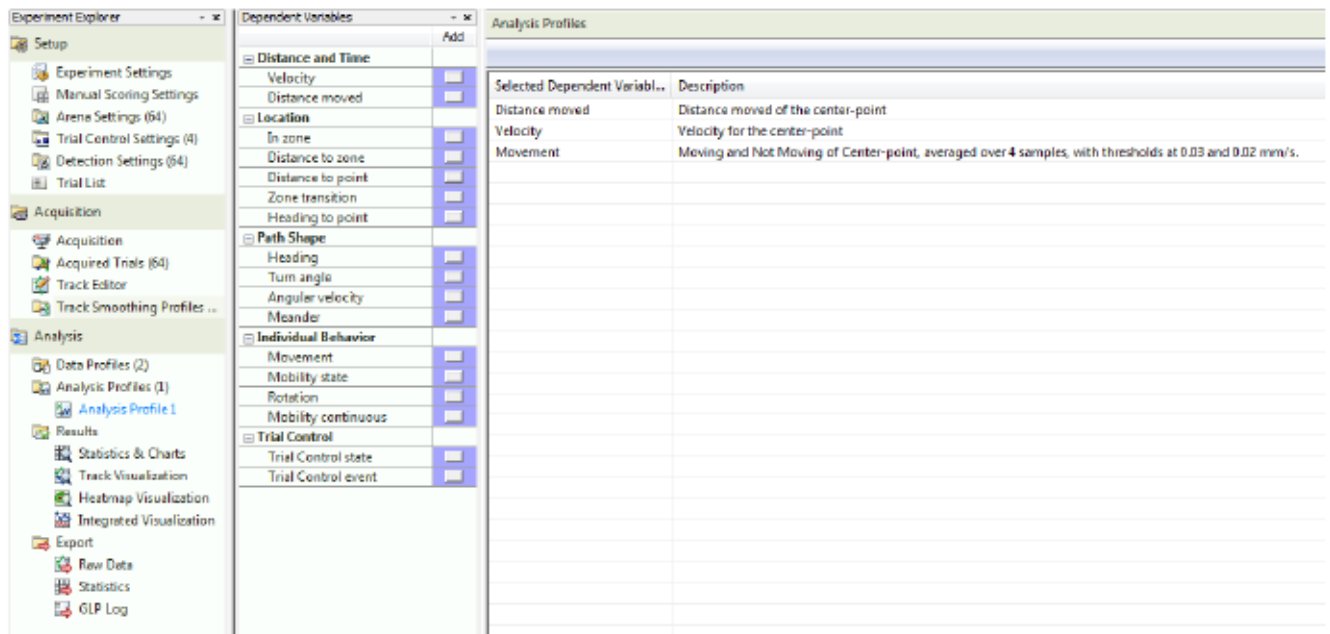 Experiment Explorer
Setup
Experiment Settings
Manual Scoring Settings
Arena Settings (64)
Trial Control Settings (4)
Detection Settings (64)
Trial List
Acquisition
Acquisition
Acquired Trials (64)
Track Editor
Track Smoothing Profiles ...
Analysis
Data Profiles (2)
Analysis Profiles (1)
Analysis Profile 1
Results
Statistics & Charts
Track Visualization
Heatmap Visualization
Integrated Visualization
Export
Raw Data
Statistics
GLP Log
Dependent Variables
Add
Distance and Time
Velocity
Distance moved
Location
In zone
Distance to zone
Distance to point
Zone transition
Heading to point
Path Shape
Heading
Turn angle
Angular velocity
Meander
Individual Behavior
Movement
Mobility state
Rotation
Mobility continuous
Trial Control
Trial Control state
Trial Control event
Analysis Profiles
Selected Dependent Variabl... Description
Distance moved Distance moved of the center-point
Velocity Velocity for the center-point
Movement Moving and Not Moving of Center-point, averaged over 4 samples, with thresholds at 0.03 and 0.02 mm/s.